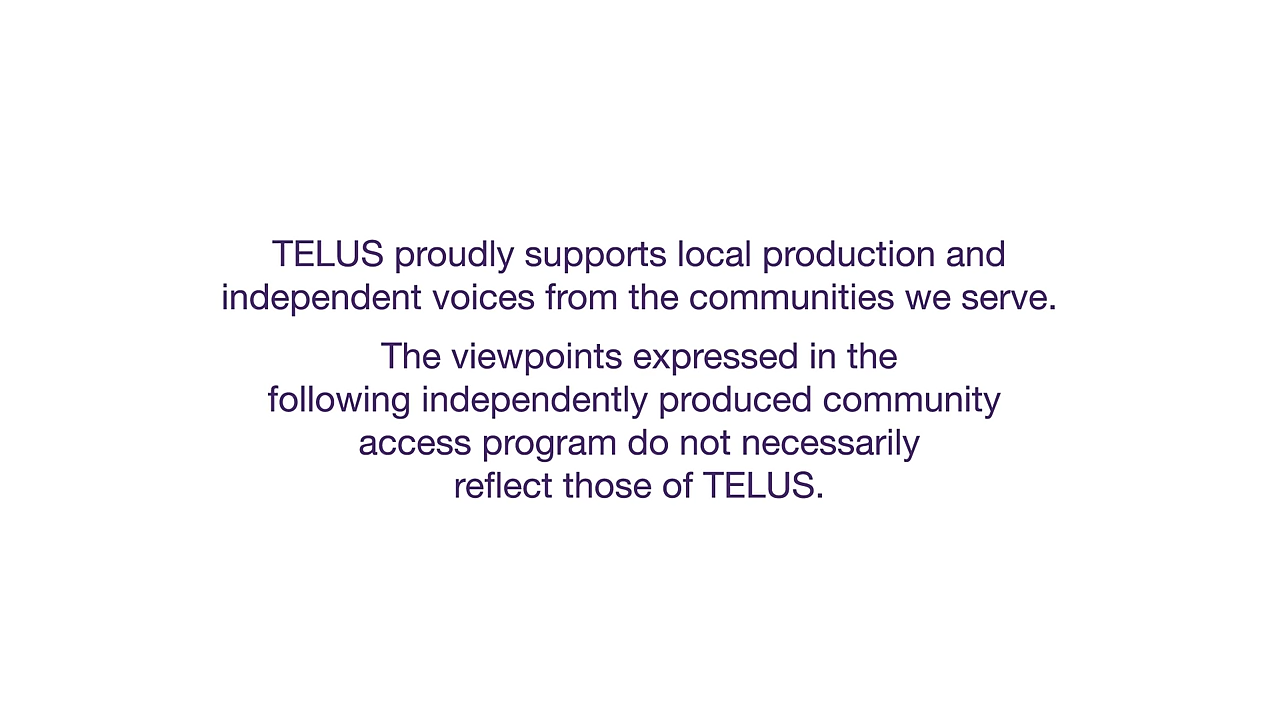 TELUS proudly supports local production and
independent voices from the communities we serve.
The viewpoints expressed in the
following independently produced community
access program do not necessarily
reflect those of TELUS.